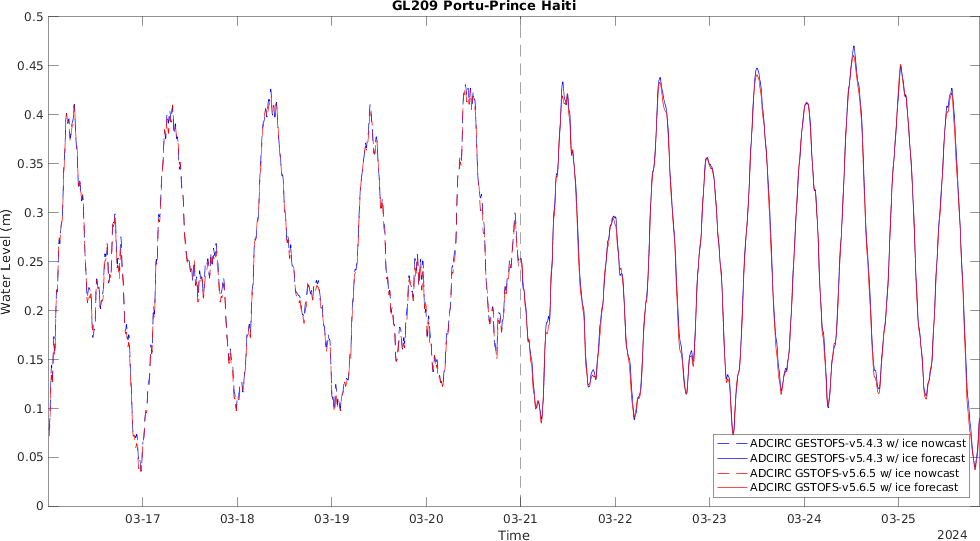 GL209 Portu-Prince Haiti
0.5
0.45
0.4
0.35
0.3
0.25
0.2
0.15
0.1
0.05
0
Water Level (m)
ADCIRC GESTOFS-v5.4.3 w/ ice nowcast
ADCIRC GESTOFS-v5.4.3 w/ ice forecast
ADCIRC GSTOFS-v5.6.5 w/ ice nowcast
ADCIRC GSTOFS-v5.6.5 w/ ice forecast
03-17 03-18 03-19 03-20 03-21 03-22 03-23 03-24 03-25
Time
2024